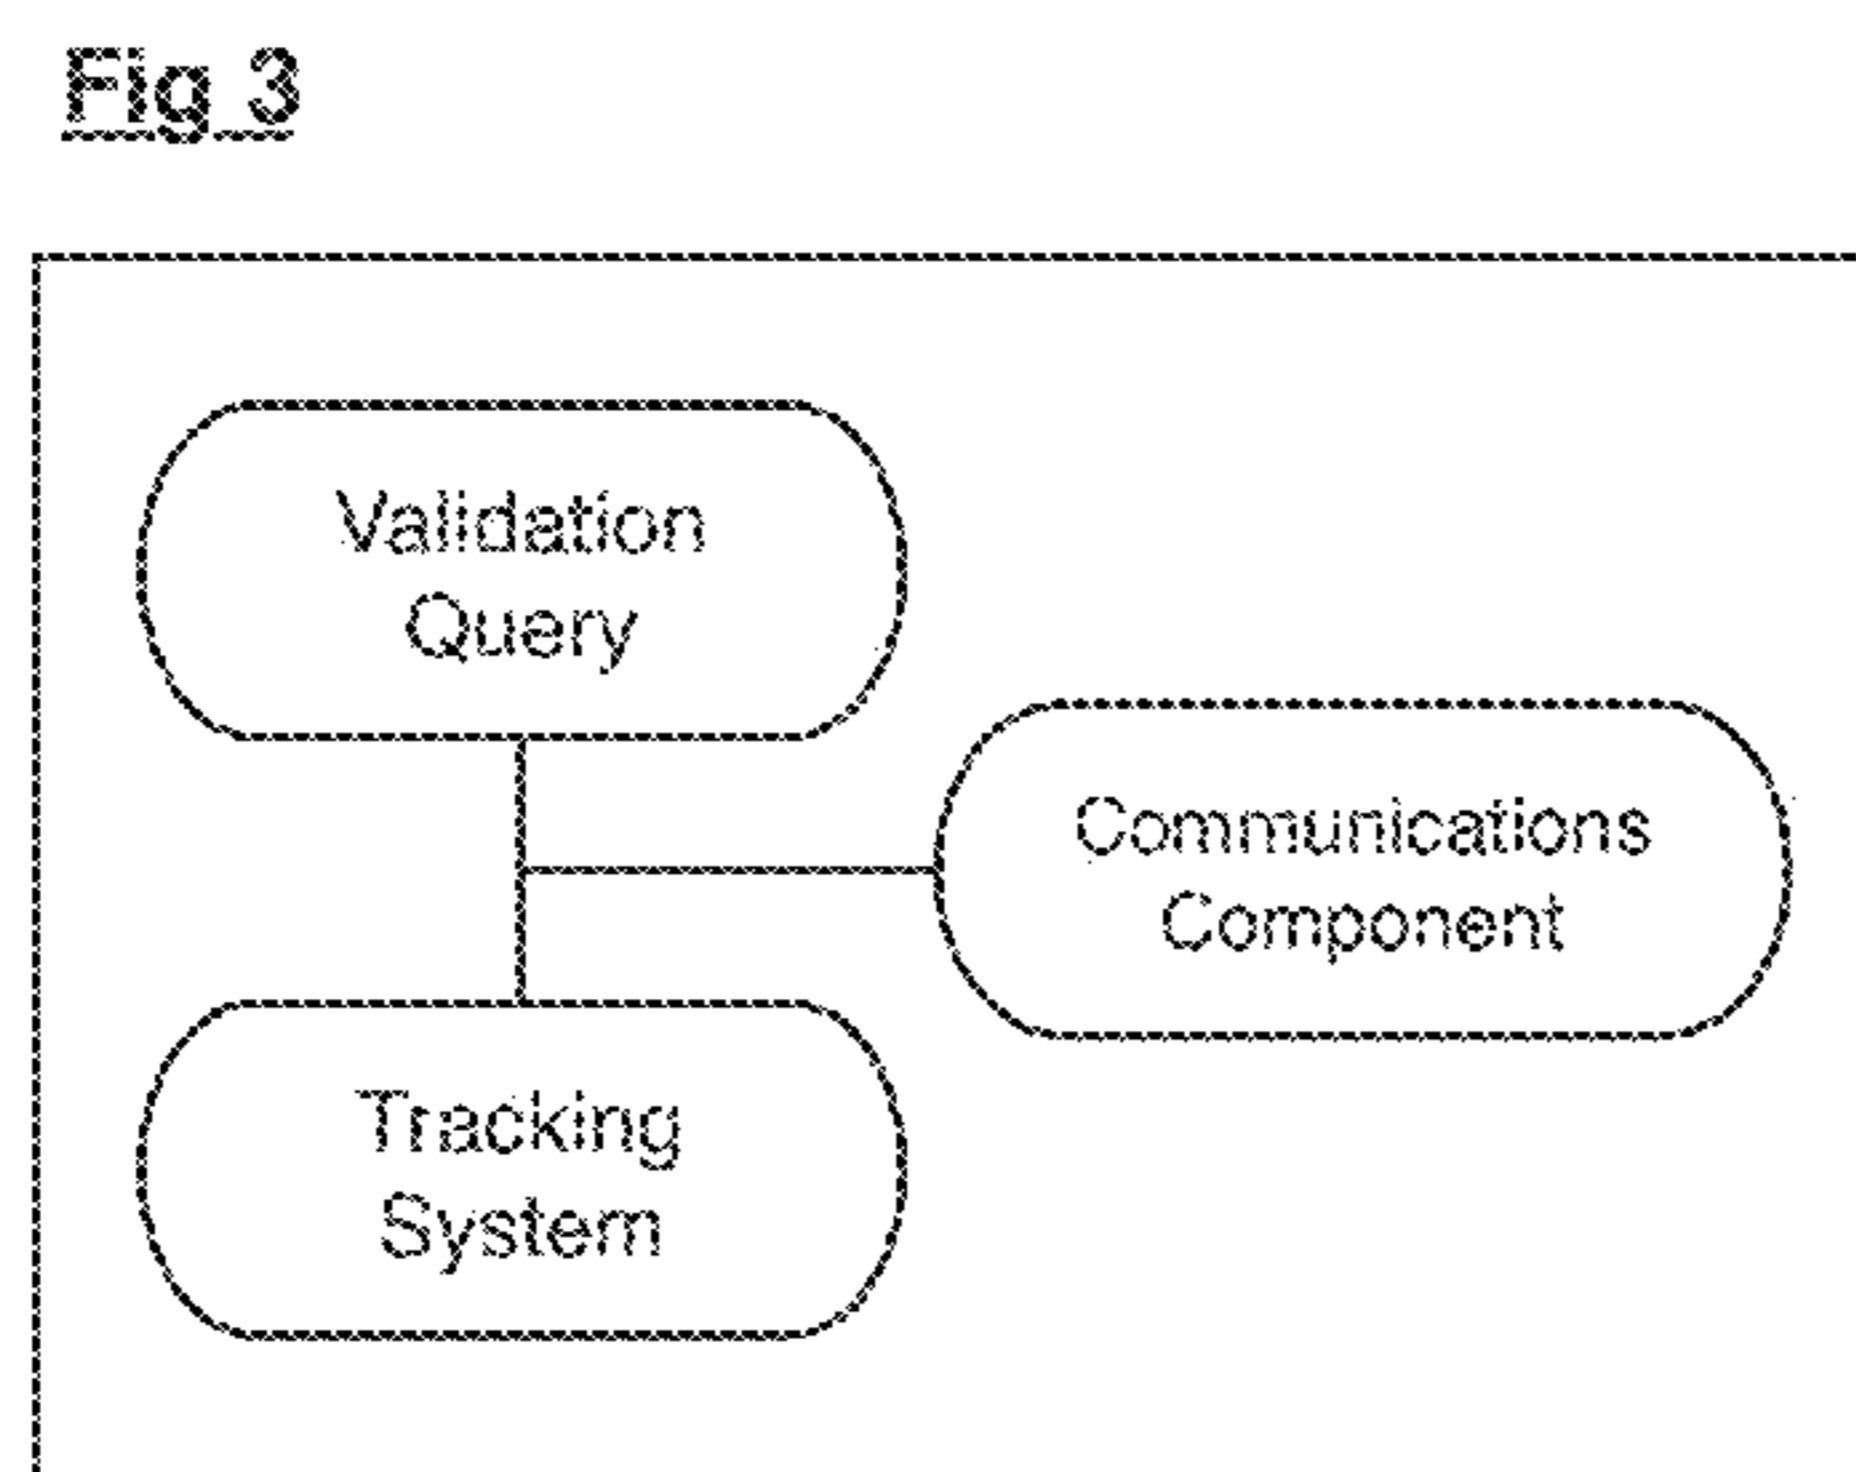 Fig 3
Validation
Query
Communications
Component
Tracking
System